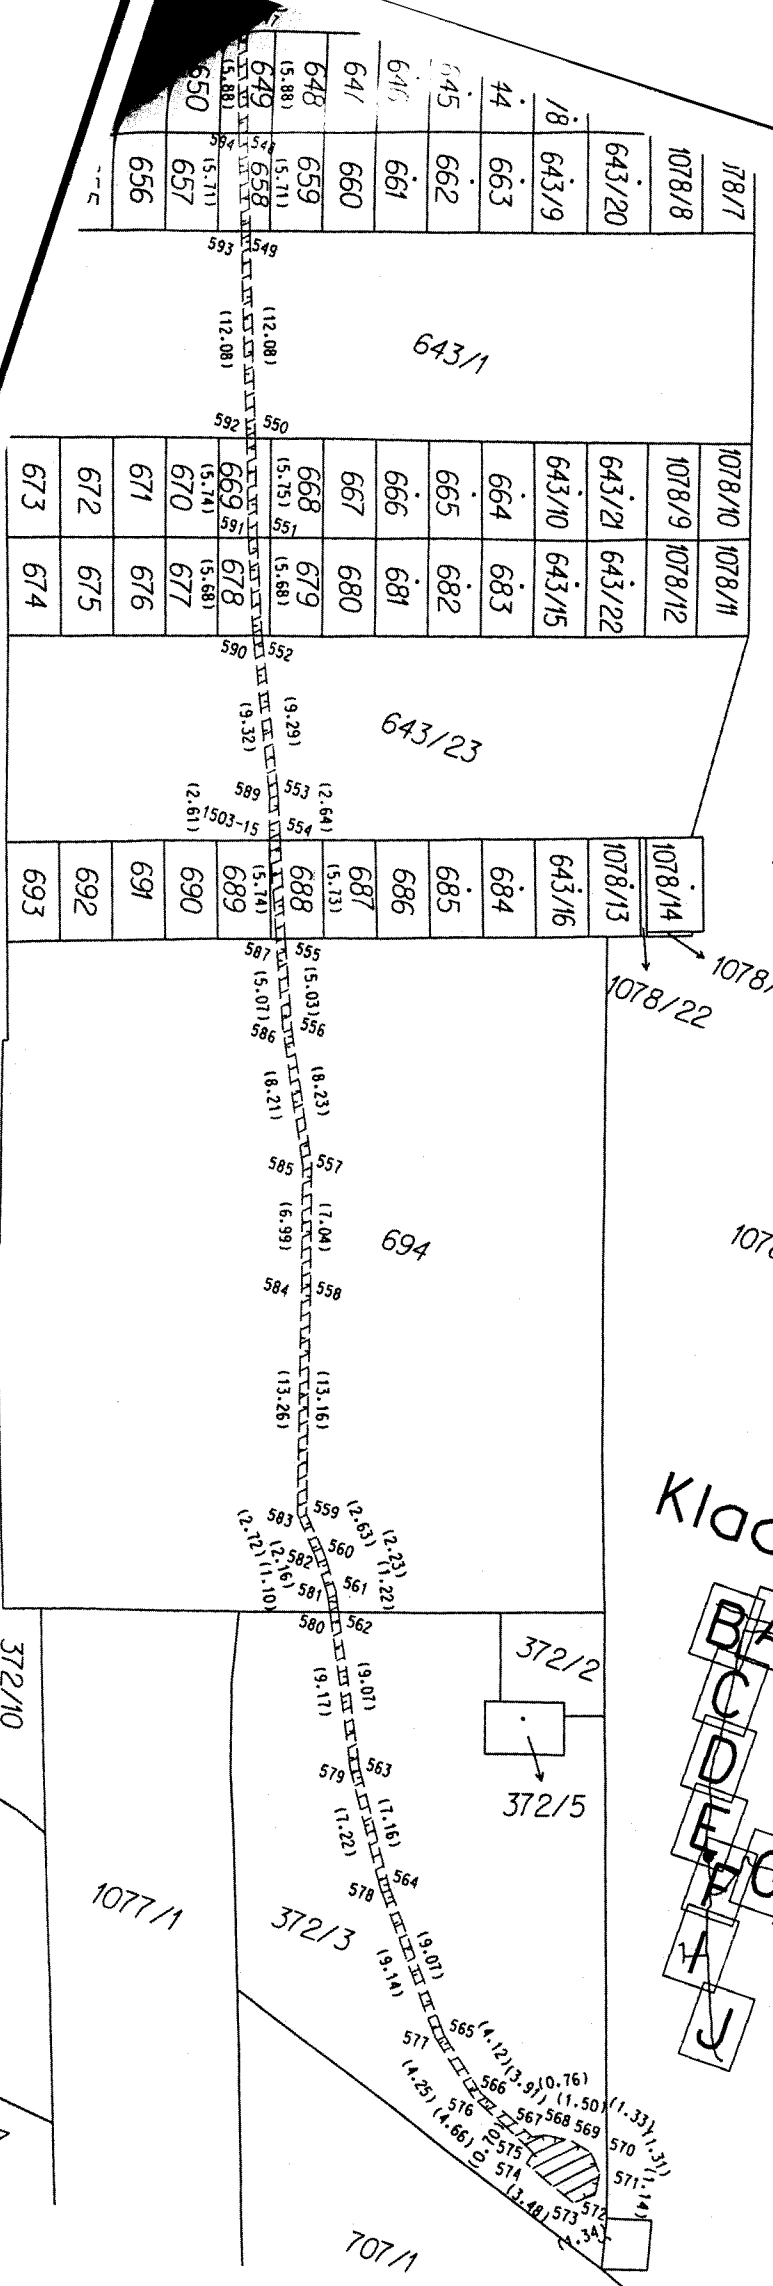 650 (5.88) 649 (5.88) 648 646 645 44 /8
594 548
656 657 (5.71) 658 (5.71) 659 660 661 662 663 643/9 643/20 1078/8 178/7
593 549
(12.08) (12.08)
643/1
592 550
673 672 671 670 (5.74) 669 (5.75) 668 667 666 665 664 643/10 643/21 1078/9 1078/10
591 551
674 675 676 677 (5.68) 678 (5.68) 679 680 681 682 683 643/15 643/22 1078/12 1078/11
590 552
(9.32) (9.29)
643/23
589 553
(2.61) 1503-15 554 (2.64)
693 692 691 690 689 (5.74) 688 (5.73) 687 686 685 684 643/16 1078/13 1078/14
587 555
1078/
1078/22
(5.07) (5.03)
586 556
(8.21) (8.23)
585 557
(6.99) (7.04)
694
107
584 558
(13.26) (13.16)
583 559
(2.72) (2.63)
582 560
(2.16) (2.23)
581 561
(1.10) (1.22)
580 562
Klad
B A
C
D
E
F G
I
J
372/10
372/2
(9.17) (9.07)
579 563
372/5
(7.22) (7.16)
578 564
1077/1
372/3
(9.14) (9.07)
577 565
(4.12) (3.91) (0.76) (1.50) (1.33) (1.31) (1.14)
566 567 568 569 570 571
(4.25) (4.66) (0.70)
576 575 574 573 572
(3.48) (1.34)
707/1